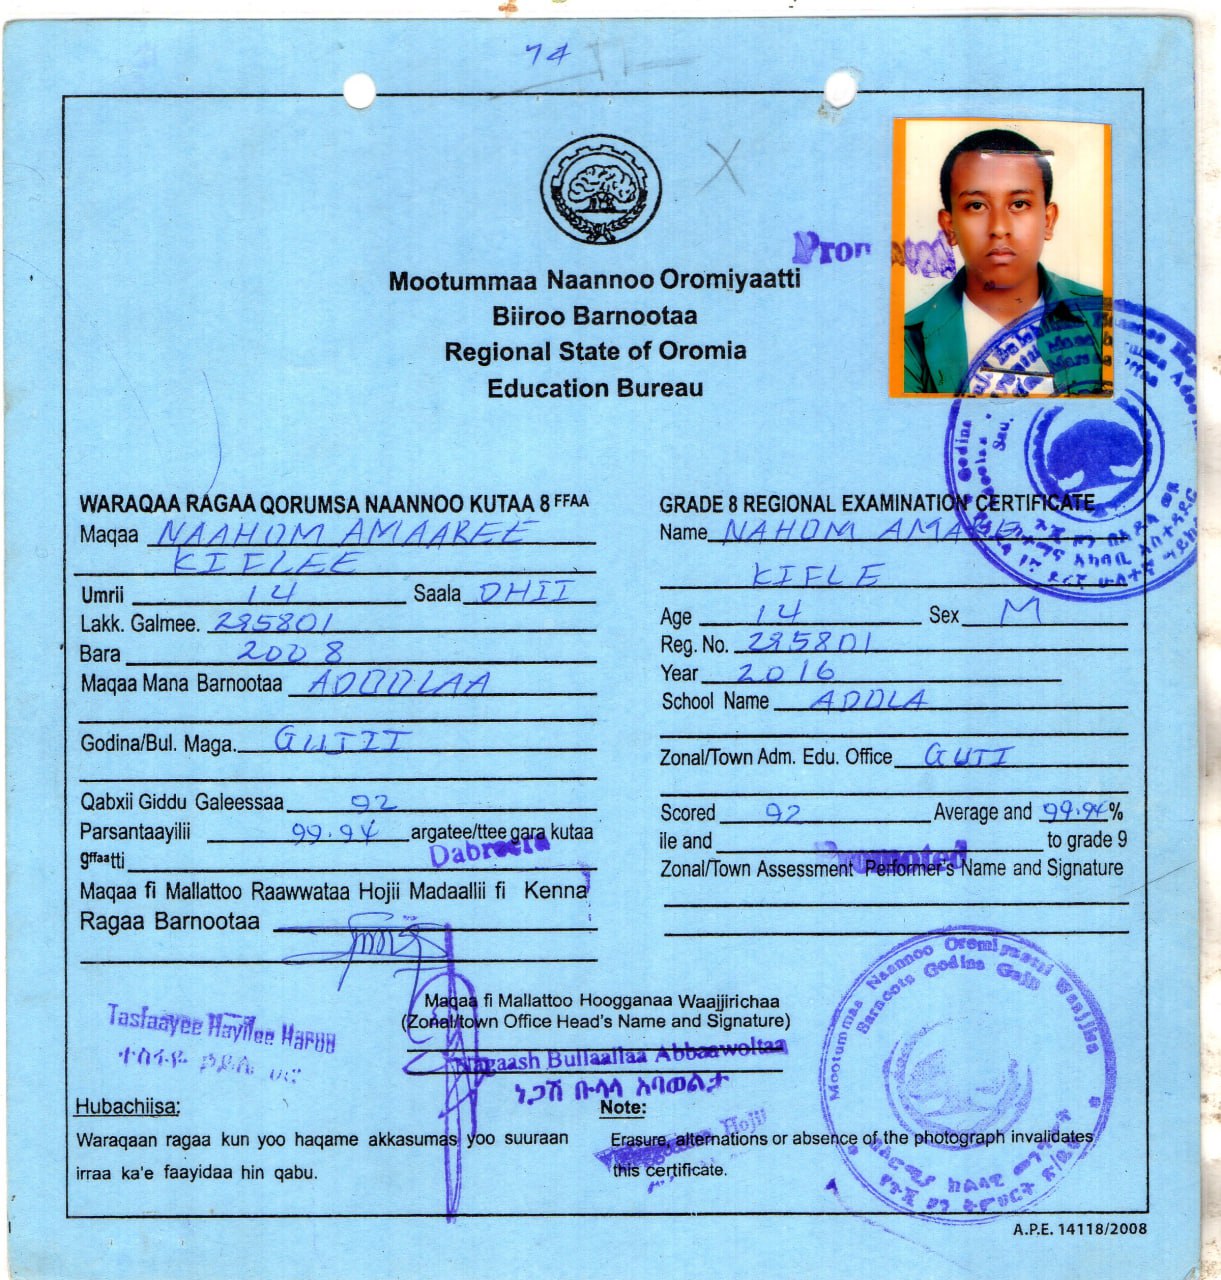 74
Mootummaa Naannoo Oromiyaatti
Biiroo Barnootaa
Regional State of Oromia
Education Bureau
WARAQAA RAGAA QORUMSA NAANNOO KUTAA 8 FFAA
Maqaa NAAHOM AMAAREE
KIFLEE
Umrii 14 Saala DHII
Lakk. Galmee. 285801
Bara 2008
Maqaa Mana Barnootaa ADOOLAA
Godina/Bul. Maga. GUJII
Qabxii Giddu Galeessaa 92
Parsantaayilii 99.94 argatee/ttee gara kutaa
9ffaatti Dabreera
Maqaa fi Mallattoo Raawwataa Hojii Madaallii fi Kenna
Ragaa Barnootaa
GRADE 8 REGIONAL EXAMINATION CERTIFICATE
Name NAHOM AMARE
KIFLE
Age 14 Sex M
Reg. No. 285801
Year 2016
School Name ADOLA
Zonal/Town Adm. Edu. Office GUJI
Scored 92 Average and 99.94%
ile and Promoted to grade 9
Zonal/Town Assessment Performer's Name and Signature
Maqaa fi Mallattoo Hoogganaa Waajjirichaa
(Zonal/town Office Head's Name and Signature)
Tasfaayee Hayilee Haroo
Nagaash Bullaallaa Abbaawoltaa
ነጋሽ ቡላላ አባወልታ
Mootummaa Naannoo Oromiyaatti Waajjira
Barnoota Godina Gujii
Hubachiisa:
Waraqaan ragaa kun yoo haqame akkasumas yoo suuraan
irraa ka'e faayidaa hin qabu.
Note:
Erasure, alternations or absence of the photograph invalidates
this certificate.
A.P.E. 14118/2008